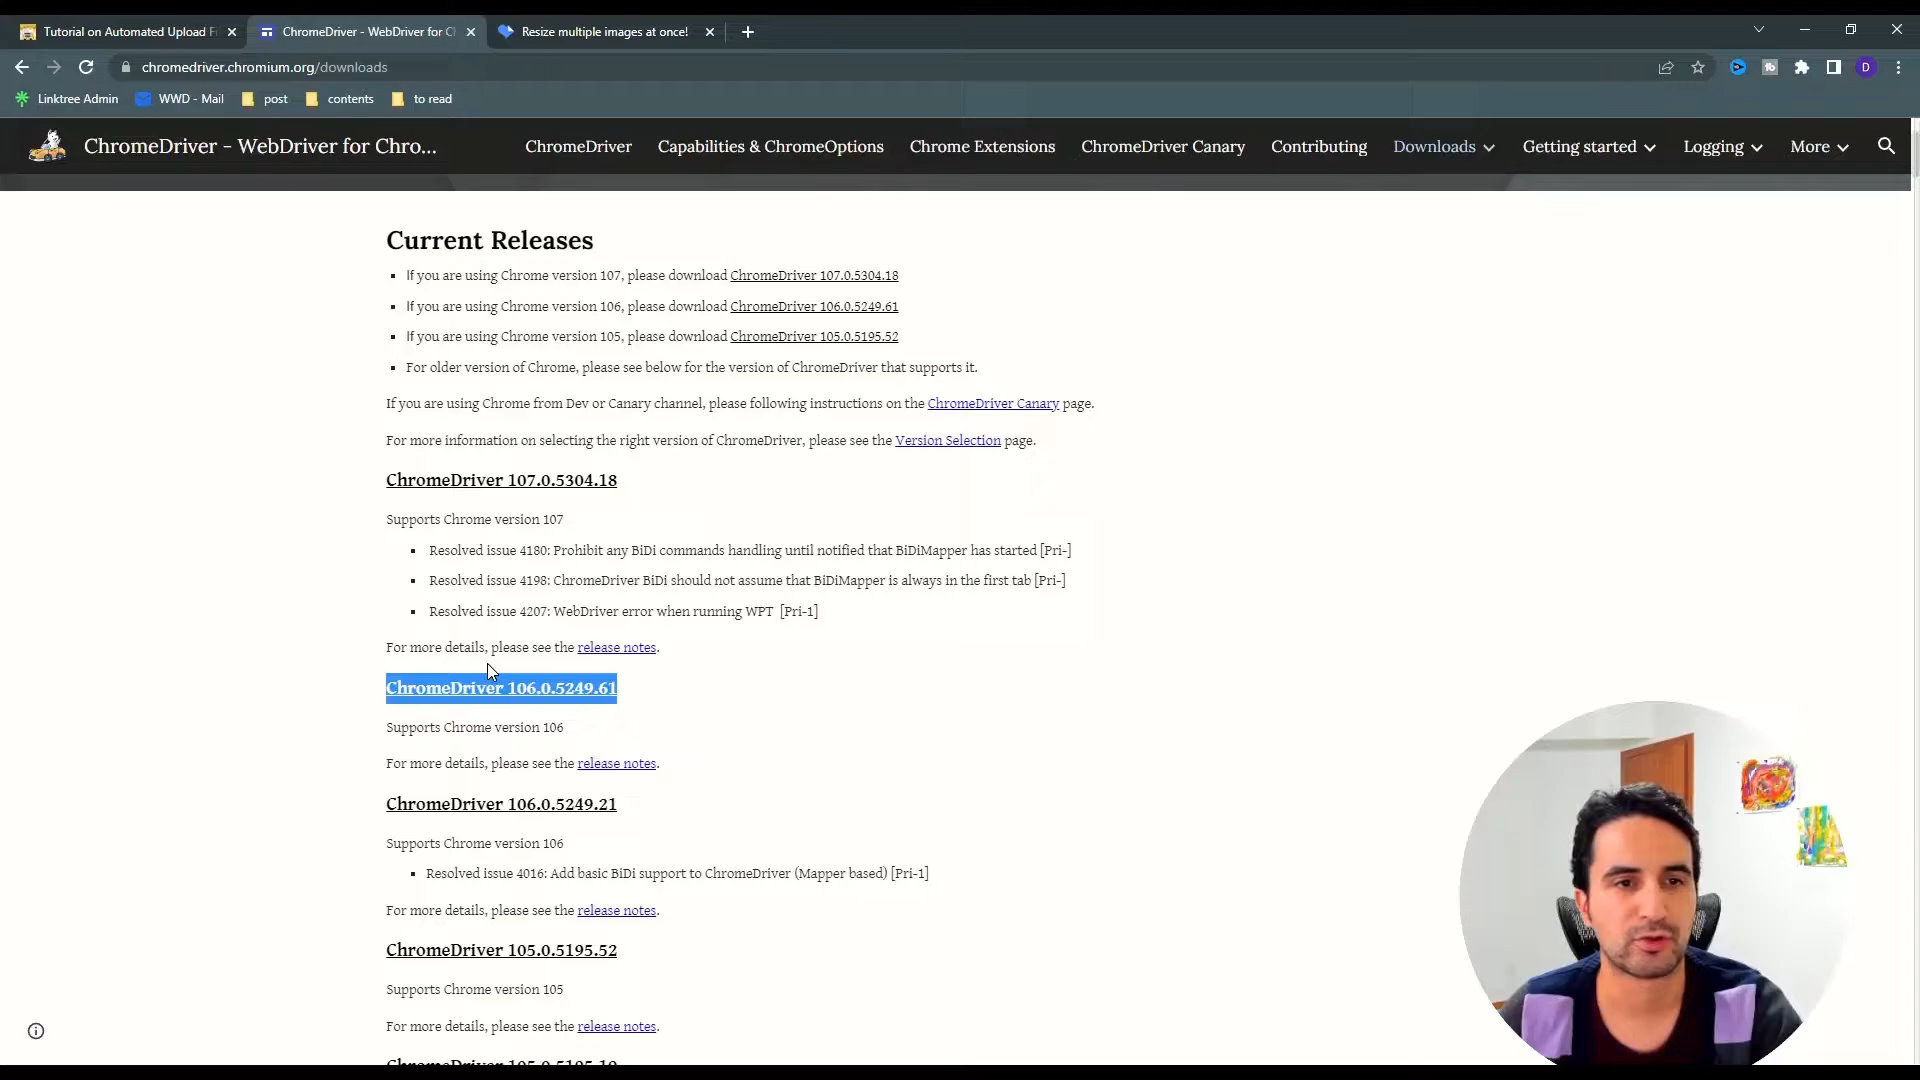 Tutorial on Automated Upload Fi
ChromeDriver - WebDriver for C
Resize multiple images at once!
chromedriver.chromium.org/downloads
D
Linktree Admin
WWD - Mail
post
contents
to read
ChromeDriver - WebDriver for Chro...
ChromeDriver
Capabilities & ChromeOptions
Chrome Extensions
ChromeDriver Canary
Contributing
Downloads
Getting started
Logging
More
Current Releases
If you are using Chrome version 107, please download ChromeDriver 107.0.5304.18
If you are using Chrome version 106, please download ChromeDriver 106.0.5249.61
If you are using Chrome version 105, please download ChromeDriver 105.0.5195.52
For older version of Chrome, please see below for the version of ChromeDriver that supports it.
If you are using Chrome from Dev or Canary channel, please following instructions on the ChromeDriver Canary page.
For more information on selecting the right version of ChromeDriver, please see the Version Selection page.
ChromeDriver 107.0.5304.18
Supports Chrome version 107
Resolved issue 4180: Prohibit any BiDi commands handling until notified that BiDiMapper has started [Pri-]
Resolved issue 4198: ChromeDriver BiDi should not assume that BiDiMapper is always in the first tab [Pri-]
Resolved issue 4207: WebDriver error when running WPT [Pri-1]
For more details, please see the release notes.
ChromeDriver 106.0.5249.61
Supports Chrome version 106
For more details, please see the release notes.
ChromeDriver 106.0.5249.21
Supports Chrome version 106
Resolved issue 4016: Add basic BiDi support to ChromeDriver (Mapper based) [Pri-1]
For more details, please see the release notes.
ChromeDriver 105.0.5195.52
Supports Chrome version 105
For more details, please see the release notes.
ChromeDriver 105.0.5195.19